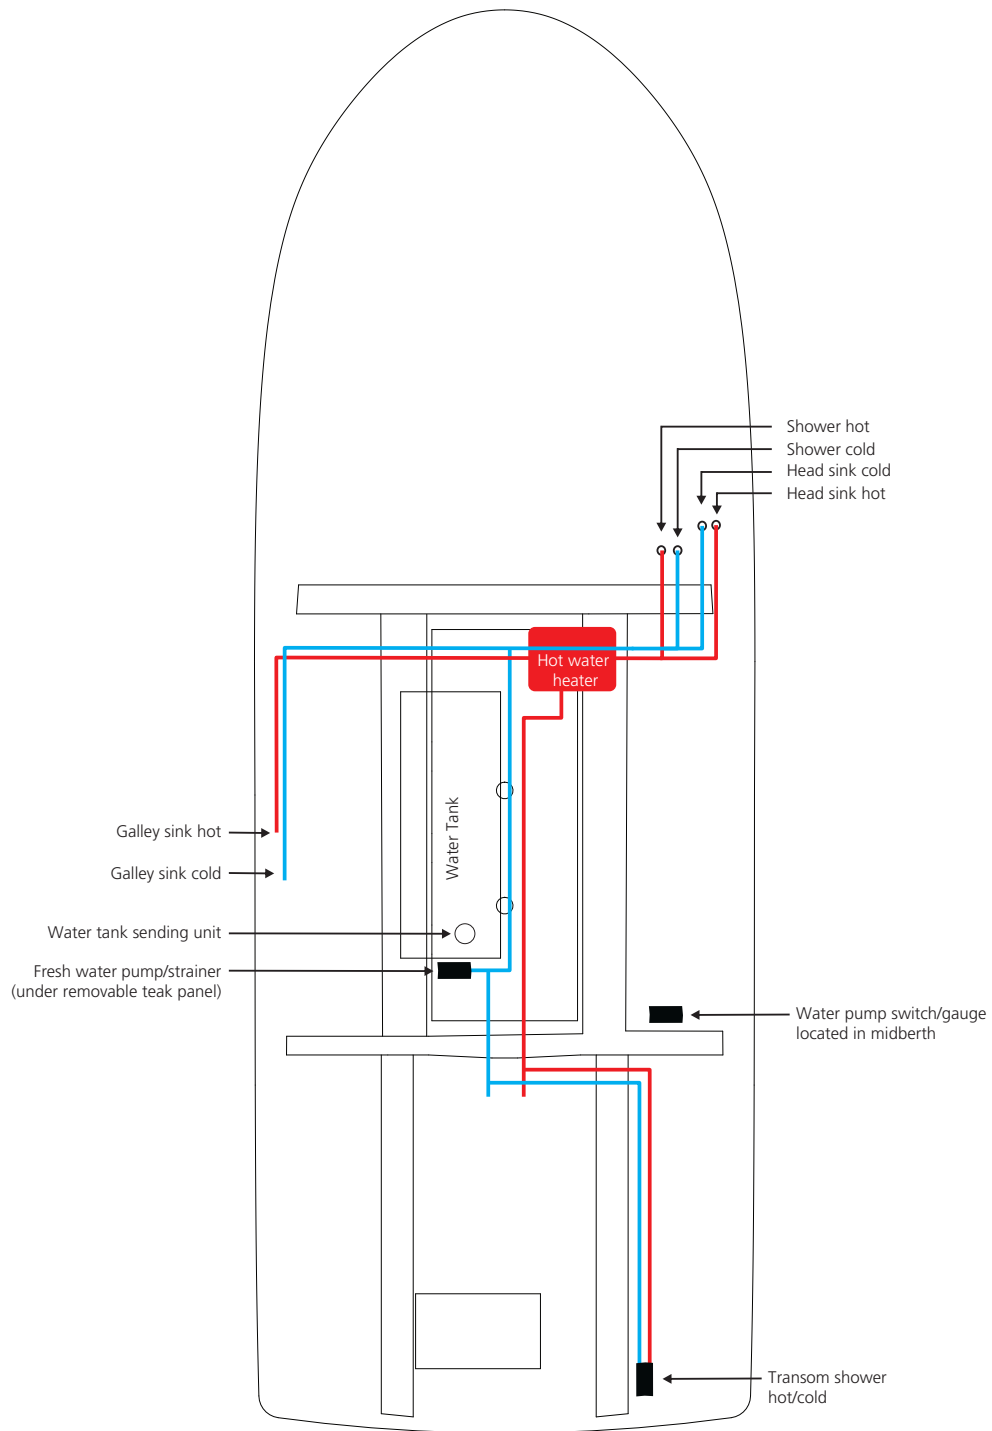 Shower hot
Shower cold
Head sink cold
Head sink hot
Hot water
heater
Water Tank
Galley sink hot
Galley sink cold
Water tank sending unit
Fresh water pump/strainer
(under removable teak panel)
Water pump switch/gauge
located in midberth
Transom shower
hot/cold